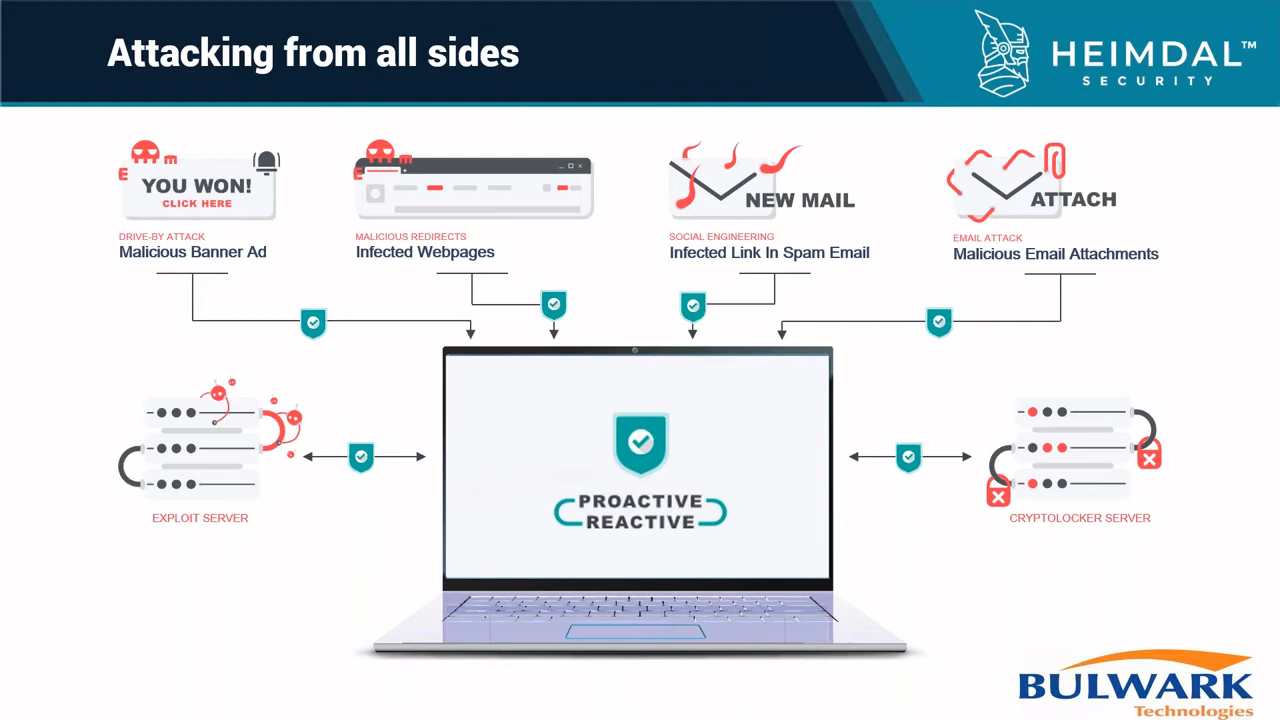 Attacking from all sides
HEIMDAL™
SECURITY
YOU WON!
CLICK HERE
NEW MAIL
ATTACH
DRIVE-BY ATTACK
Malicious Banner Ad
MALICIOUS REDIRECTS
Infected Webpages
SOCIAL ENGINEERING
Infected Link In Spam Email
EMAIL ATTACK
Malicious Email Attachments
PROACTIVE
REACTIVE
EXPLOIT SERVER
CRYPTOLOCKER SERVER
BULWARK
Technologies